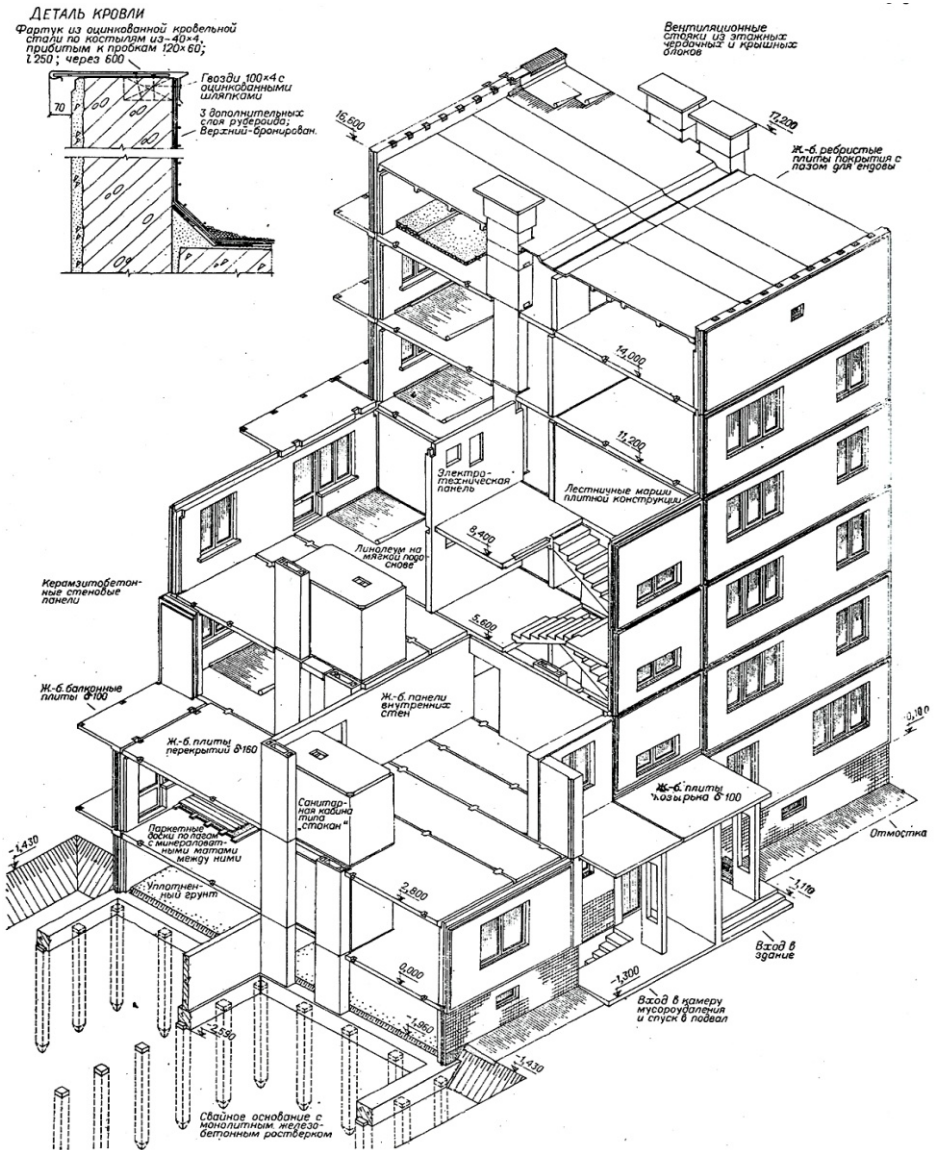 ДЕТАЛЬ КРОВЛИ
Фартук из оцинкованной кровельной
стали по костылям из -40×4,
прибитым к пробкам 120×60;
ℓ 250; через 600
Гвозди 100×4 с
оцинкованными
шляпками
70
3 дополнительных
слоя рубероида;
Верхний-бронирован.
Вентиляционные
стояки из этажных
чердачных и крышных
блоков
16,600
17,200
Ж.-б. ребристые
плиты покрытия с
пазом для ендовы
14,000
11,200
Электро-
техническая
панель
Лестничные марши
плитной конструкции
8,400
Линолеум на
мягкой подо-
снове
Керамзитобетон-
ные стеновые
панели
5,600
Ж.-б. балконные
плиты δ-100
Ж.-б. панели
внутренних
стен
Ж.-б. плиты
перекрытий δ-160
-0,100
Ж.-б. плиты
козырька δ-100
Санитар-
ная кабина
типа
„стакан"
Паркетные
доски по лагам
с минераловат-
ными матами
между ними
Отмостка
-1,430
Уплотнен-
ный грунт
2,800
-1,110
Вход в
здание
0,000
-1,300
Вход в камеру
мусороудаления
и спуск в подвал
-1,960
-2,590
-1,430
Свайное основание с
монолитным железо-
бетонным ростверком